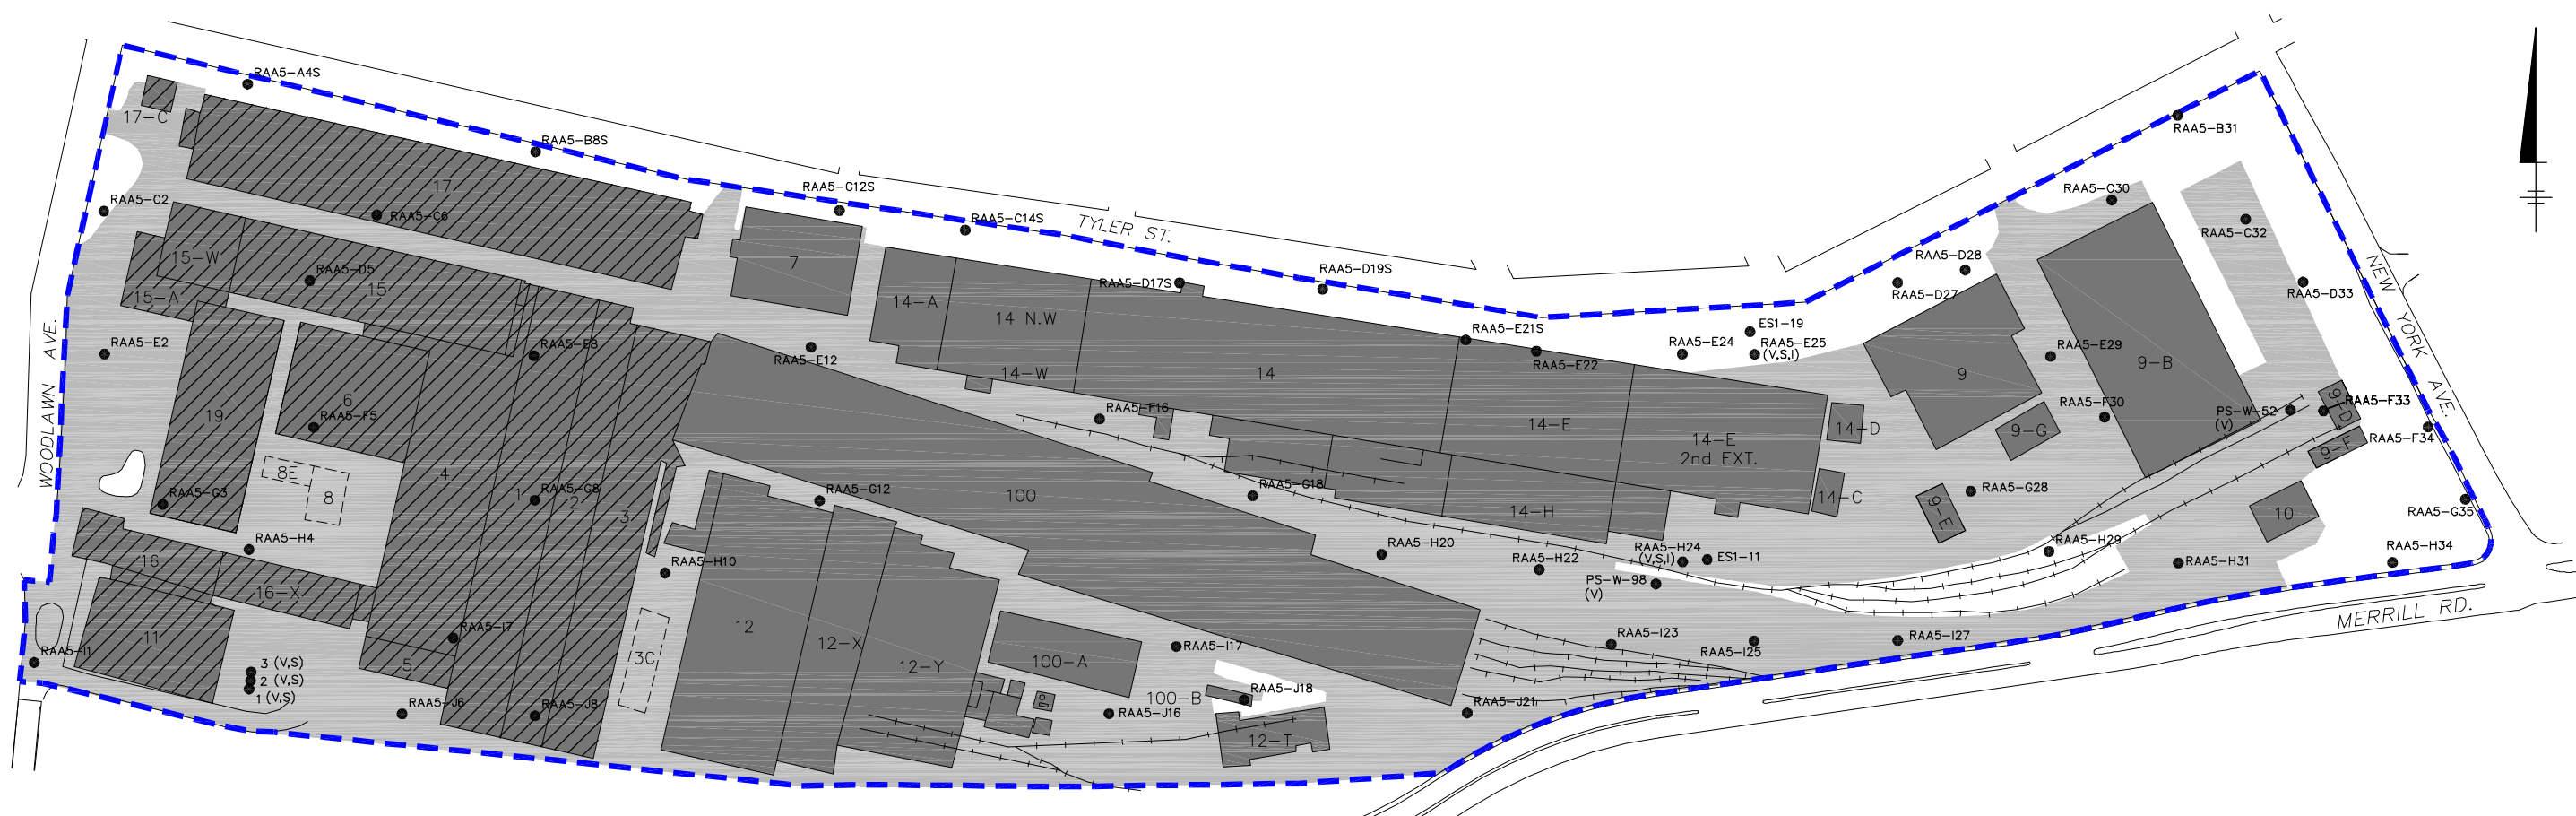 RAA5-A4S
17-C
RAA5-B8S
RAA5-B31
17
RAA5-C2
RAA5-C6
RAA5-C12S
RAA5-C14S
TYLER ST.
RAA5-C30
RAA5-C32
15-W
RAA5-D5
15
15-A
7
RAA5-D17S
RAA5-D19S
RAA5-D28
RAA5-D27
RAA5-D33
NEW YORK AVE.
14-A
14 N.W
14-W
14
RAA5-E2
WOODLAWN AVE.
RAA5-E8
RAA5-E12
RAA5-E21S
RAA5-E22
RAA5-E24
ES1-19
RAA5-E25
(V,S,I)
9
RAA5-E29
9-B
19
6
RAA5-F5
RAA5-F16
14-E
14-E
2nd EXT.
14-D
9-G
RAA5-F30
PS-W-52
(V)
9-D
RAA5-F33
RAA5-F34
9-F
8E
8
4
1
RAA5-G8
2
3
RAA5-G3
RAA5-G12
100
RAA5-G18
14-H
14-C
RAA5-G28
9-E
10
RAA5-G35
RAA5-H4
16
16-X
RAA5-H10
RAA5-H20
RAA5-H22
RAA5-H24
(V,S,I)
ES1-11
PS-W-98
(V)
RAA5-H29
RAA5-H31
RAA5-H34
MERRILL RD.
11
RAA5-I1
RAA5-I7
5
3C
12
12-X
12-Y
100-A
RAA5-I17
RAA5-I23
RAA5-I25
RAA5-I27
3 (V,S)
2 (V,S)
1 (V,S)
RAA5-J6
RAA5-J8
RAA5-J16
100-B
RAA5-J18
12-T
RAA5-J21